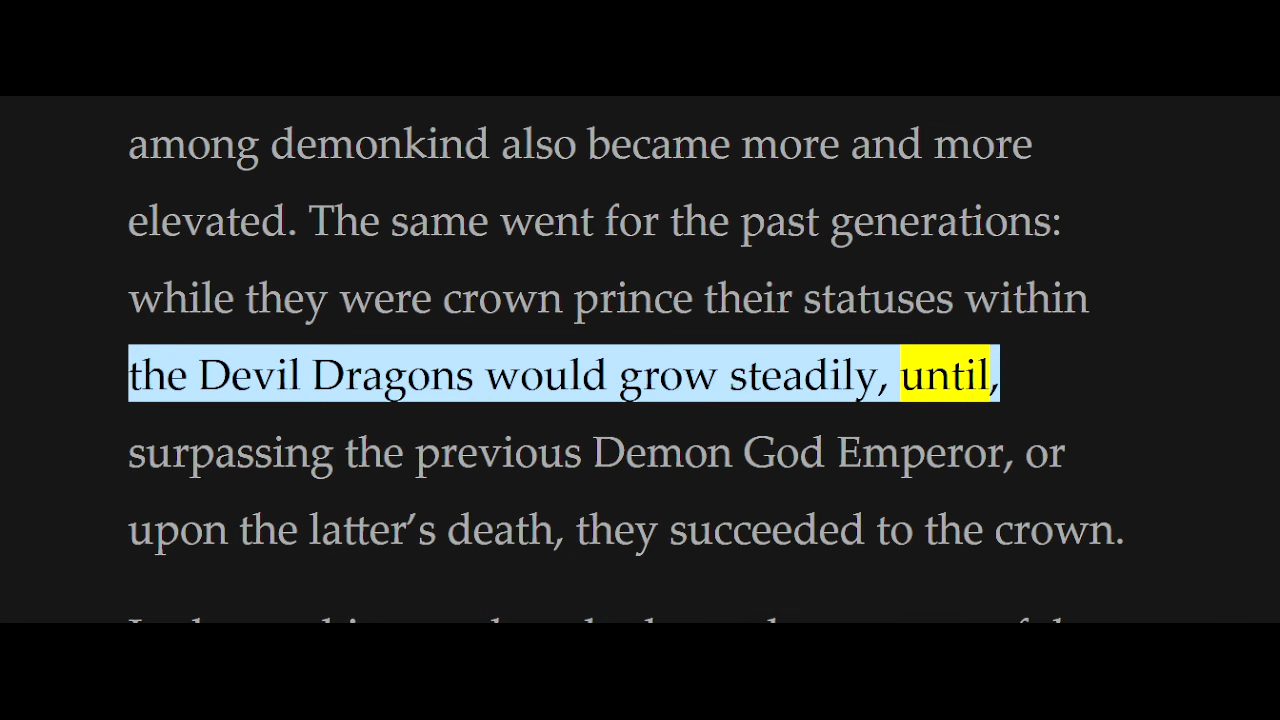 among demonkind also became more and more
elevated. The same went for the past generations:
while they were crown prince their statuses within
the Devil Dragons would grow steadily, until,
surpassing the previous Demon God Emperor, or
upon the latter’s death, they succeeded to the crown.